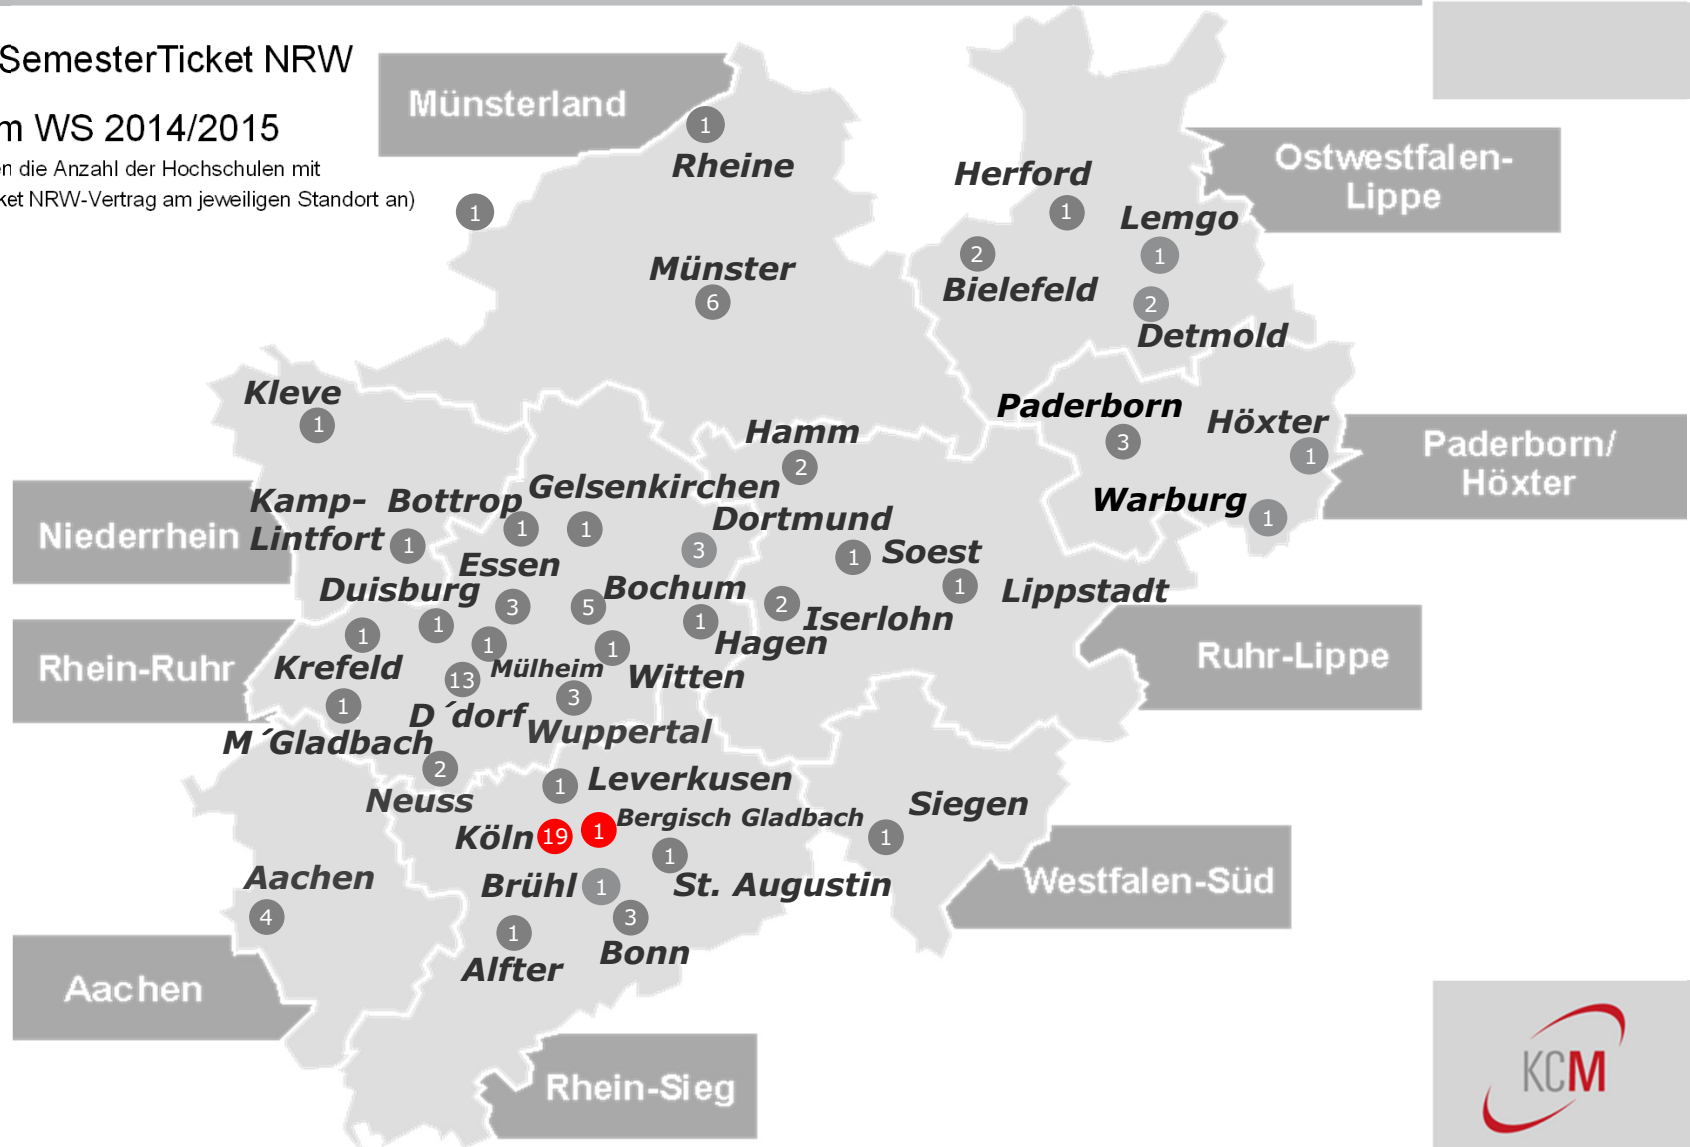 SemesterTicket NRW
m WS 2014/2015
en die Anzahl der Hochschulen mit
ket NRW-Vertrag am jeweiligen Standort an)
Münsterland
1
Rheine
1
Münster
6
Herford
1
Lemgo
1
2
Bielefeld
2
Detmold
Ostwestfalen-
Lippe
Kleve
1
Paderborn
3
Höxter
1
Warburg
1
Paderborn/
Höxter
Hamm
2
Niederrhein
Kamp-
Lintfort
1
Bottrop
1
Gelsenkirchen
1
Dortmund
3
1
Soest
1
Lippstadt
Essen
3
Duisburg
1
5
Bochum
1
Hagen
2
Iserlohn
Rhein-Ruhr
1
Krefeld
1
Mülheim
1
Witten
13
D´dorf
3
Wuppertal
1
M´Gladbach
2
Neuss
Ruhr-Lippe
1
Leverkusen
Köln
19
1
Bergisch Gladbach
Siegen
1
1
St. Augustin
Westfalen-Süd
Aachen
4
Brühl
1
3
Bonn
1
Alfter
Aachen
Rhein-Sieg
KCM